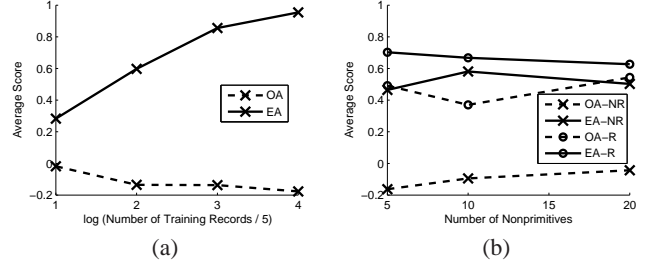 Average Score
1
0.8
0.6
0.4
0.2
0
−0.2
1 2 3 4
log (Number of Training Records / 5)
OA
EA
(a)
Average Score
1
0.8
0.6
0.4
0.2
0
−0.2
5 10 15 20
Number of Nonprimitives
OA−NR
EA−NR
OA−R
EA−R
(b)